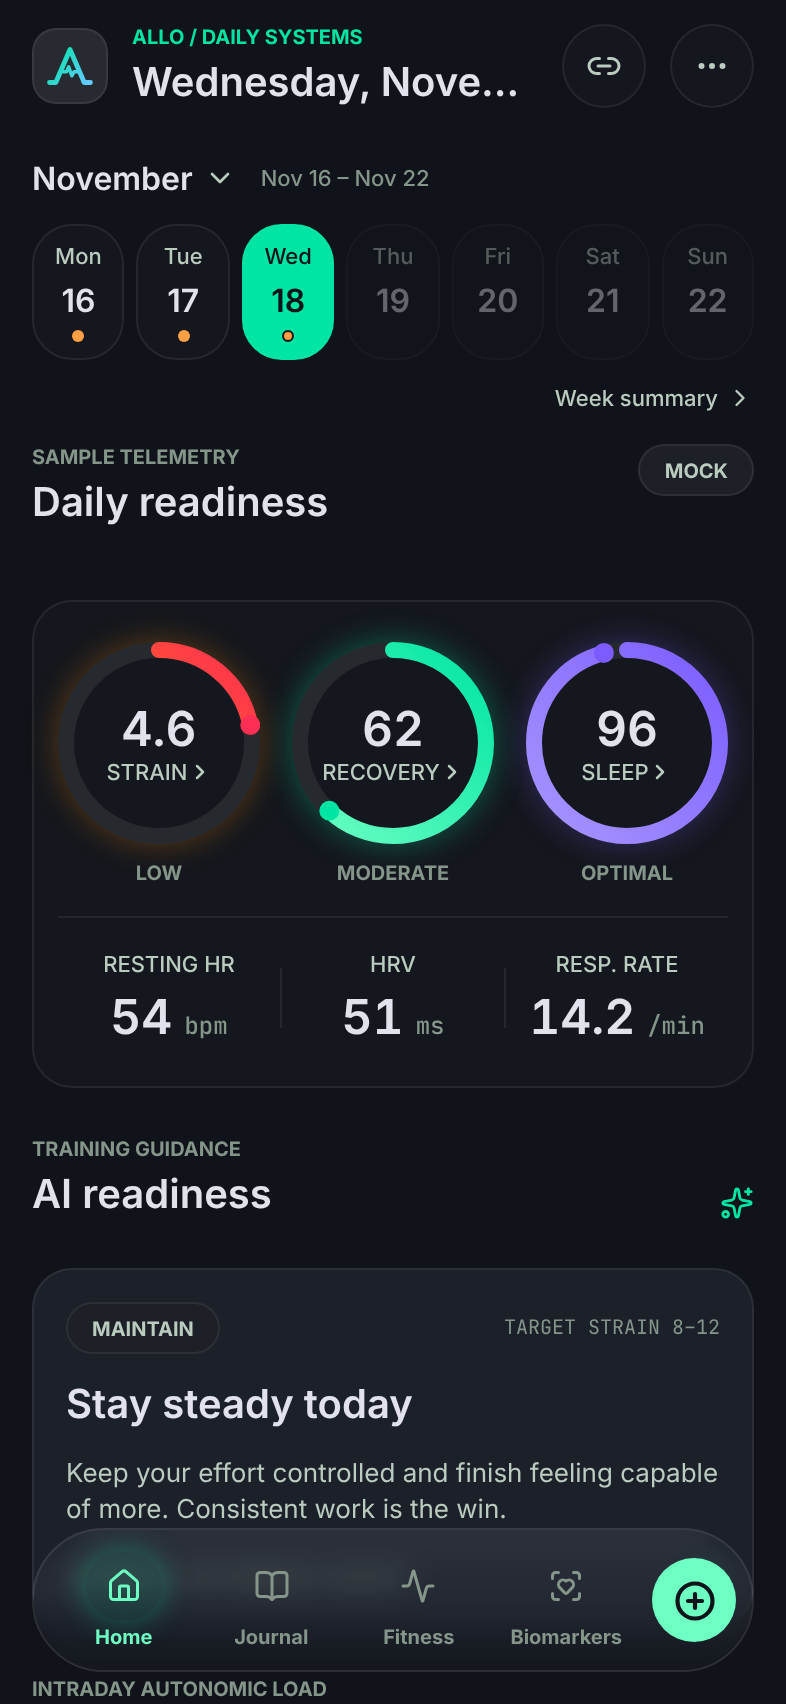 ALLO / DAILY SYSTEMS
Wednesday, Nove...
November
Nov 16 – Nov 22
Mon Tue Wed Thu Fri Sat Sun
16 17 18 19 20 21 22
Week summary
SAMPLE TELEMETRY
MOCK
Daily readiness
4.6 62 96
STRAIN RECOVERY SLEEP
LOW MODERATE OPTIMAL
RESTING HR HRV RESP. RATE
54 bpm 51 ms 14.2 /min
TRAINING GUIDANCE
AI readiness
MAINTAIN
TARGET STRAIN 8–12
Stay steady today
Keep your effort controlled and finish feeling capable
of more. Consistent work is the win.
Home Journal Fitness Biomarkers
INTRADAY AUTONOMIC LOAD